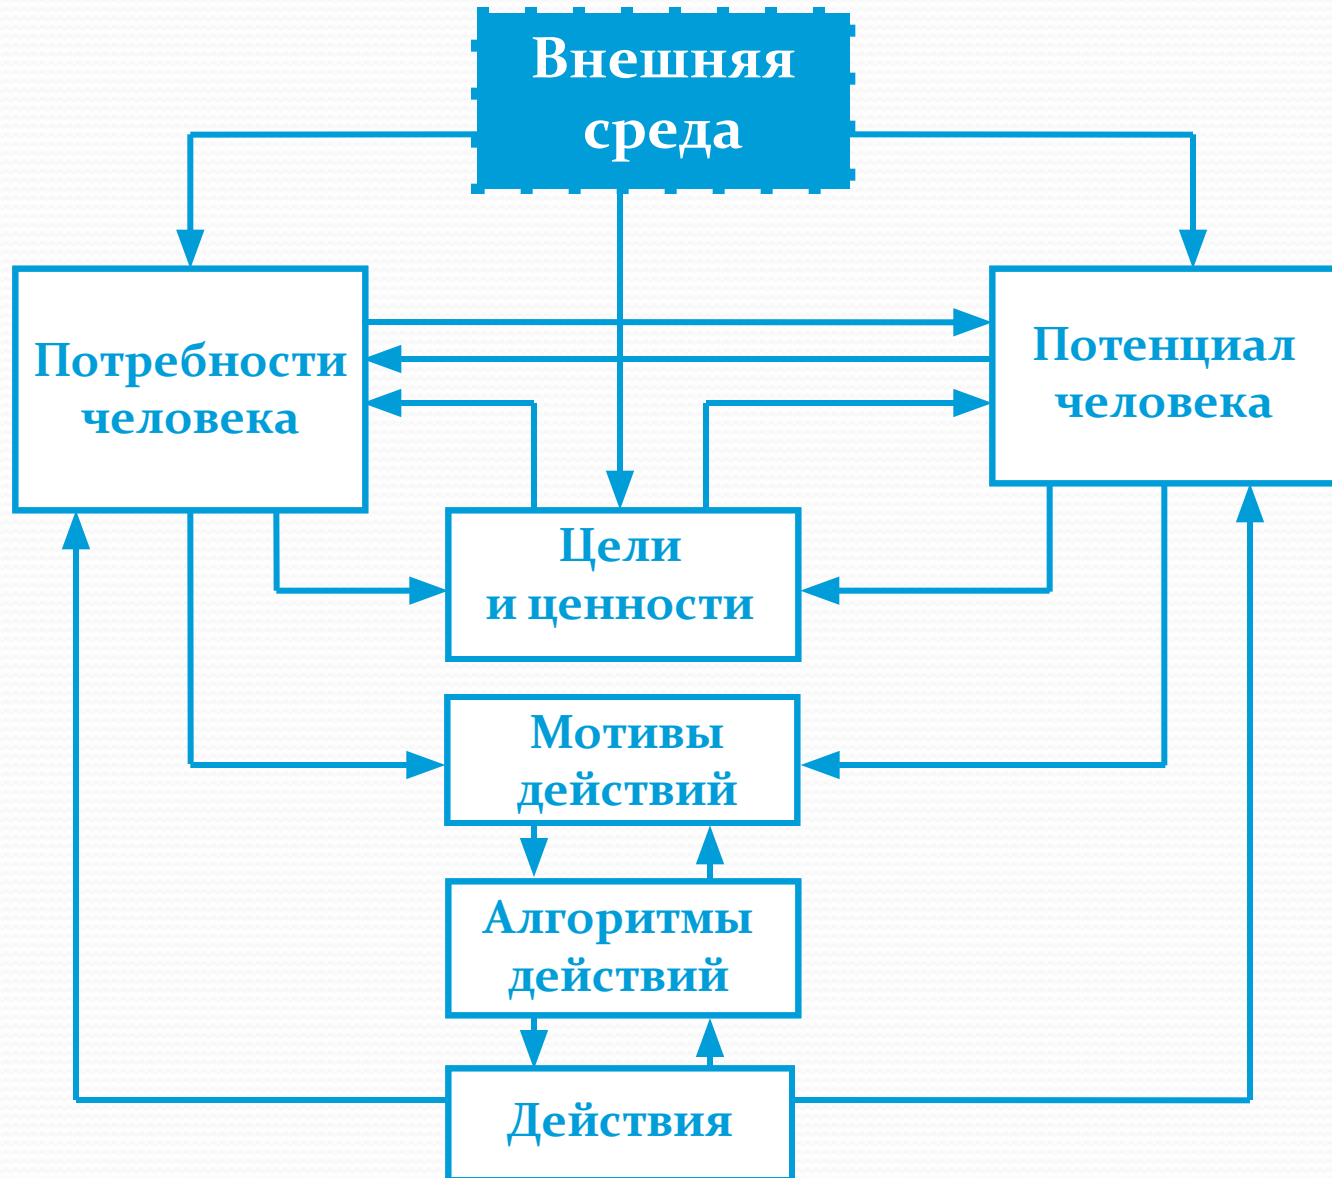 Внешняя
среда
Потребности
человека
Потенциал
человека
Цели
и ценности
Мотивы
действий
Алгоритмы
действий
Действия